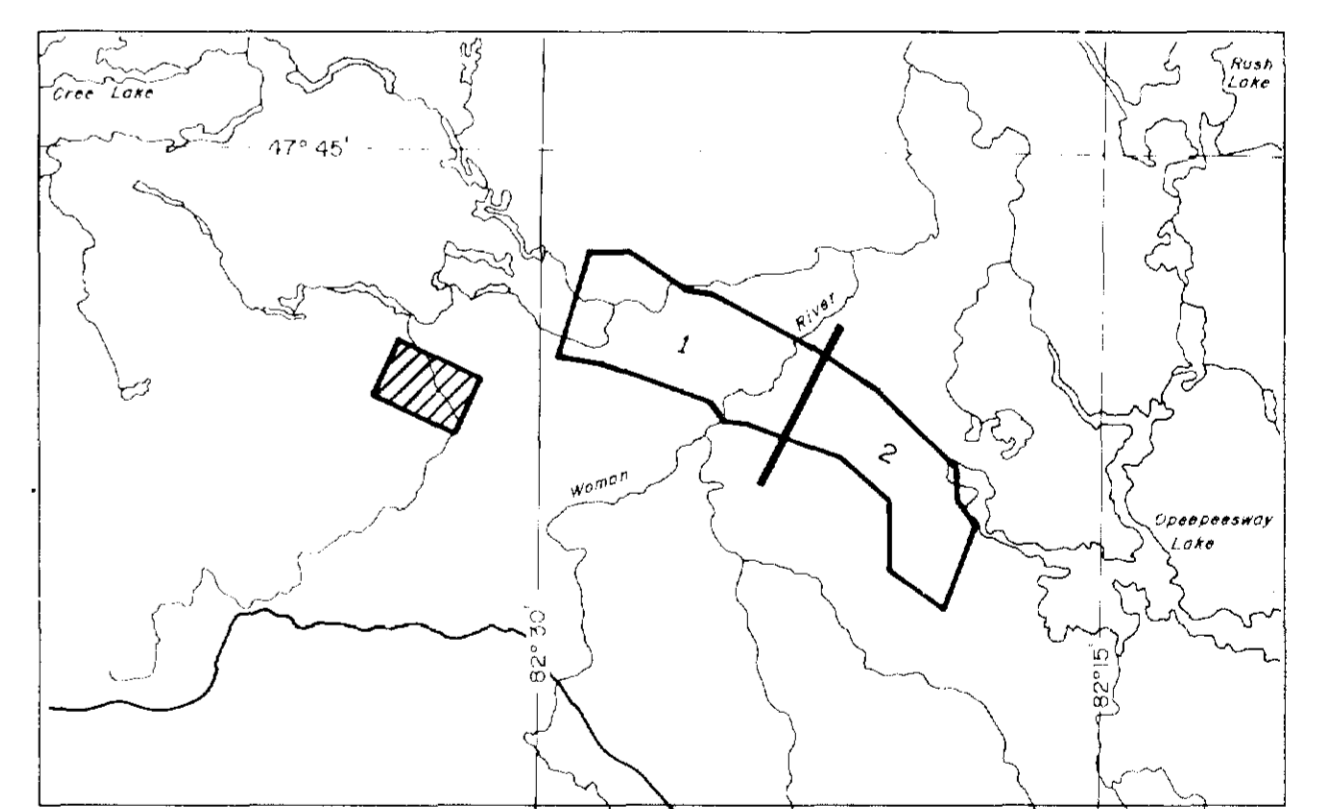 Cree Lake
Rush
Lake
47° 45'
River
1
2
Woman
Opeepeesway
Lake
82° 30'
82° 15'